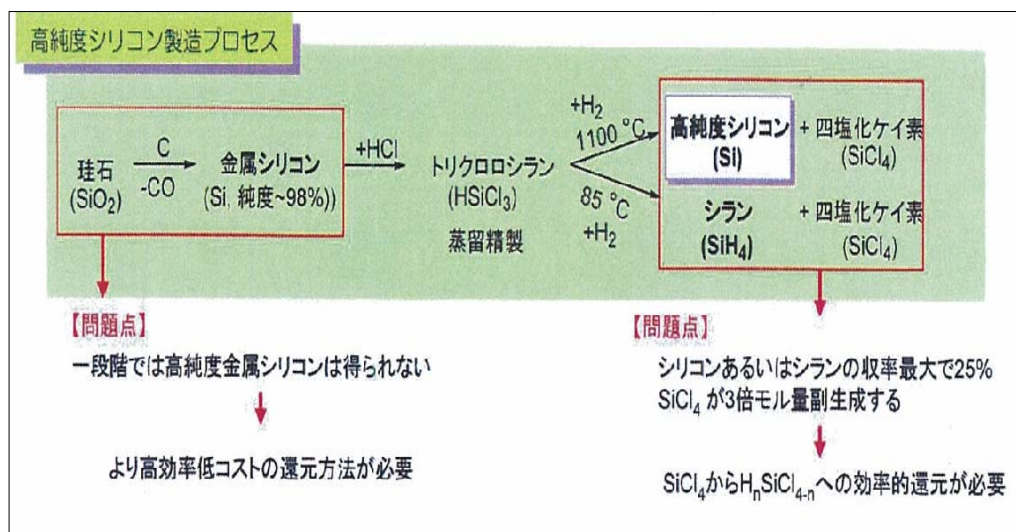 高純度シリコン製造プロセス
珪石
(SiO2)
C
-CO
金属シリコン
(Si, 純度~98%))
+HCl
トリクロロシラン
(HSiCl3)
蒸留精製
+H2
1100 °C
85 °C
+H2
高純度シリコン
(Si)
+ 四塩化ケイ素
(SiCl4)
シラン
(SiH4)
+ 四塩化ケイ素
(SiCl4)
【問題点】
一段階では高純度金属シリコンは得られない
より高効率低コストの還元方法が必要
【問題点】
シリコンあるいはシランの収率最大で25%
SiCl4 が3倍モル量副生成する
SiCl4からHnSiCl4-nへの効率的還元が必要